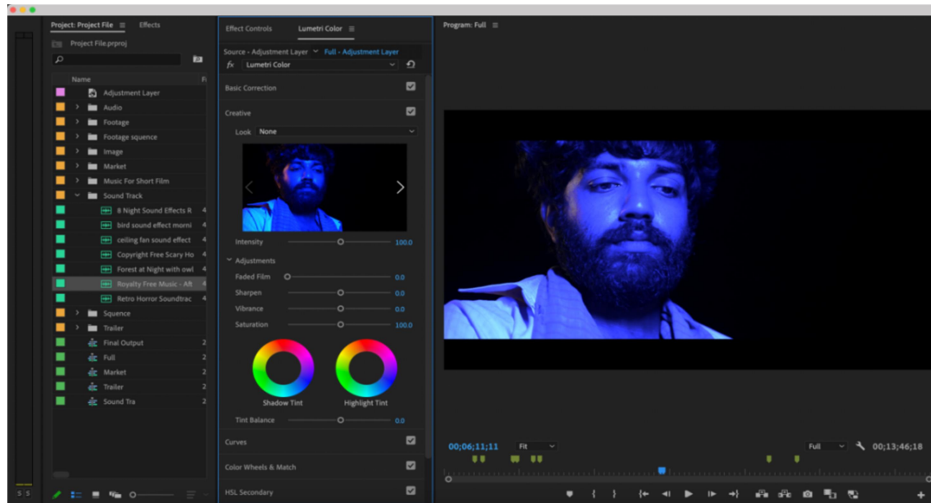 Project: Project File
Effects
Project File.prproj
Name
Adjustment Layer
Audio
Footage
Footage squence
Image
Market
Music For Short Film
Sound Track
8 Night Sound Effects R
bird sound effect morni
ceiling fan sound effect
Copyright Free Scary Ho
Forest at Night with owl
Royalty Free Music - Aft
Retro Horror Soundtrac
Squence
Trailer
Final Output
Full
Market
Trailer
Sound Tra
Effect Controls
Lumetri Color
Source - Adjustment Layer
Full - Adjustment Layer
fx Lumetri Color
Basic Correction
Creative
Look None
Intensity 100.0
Adjustments
Faded Film 0.0
Sharpen 0.0
Vibrance 0.0
Saturation 100.0
Shadow Tint Highlight Tint
Tint Balance 0.0
Curves
Color Wheels & Match
HSL Secondary
Program: Full
00;06;11;11 Fit Full 00;13;46;18
S S